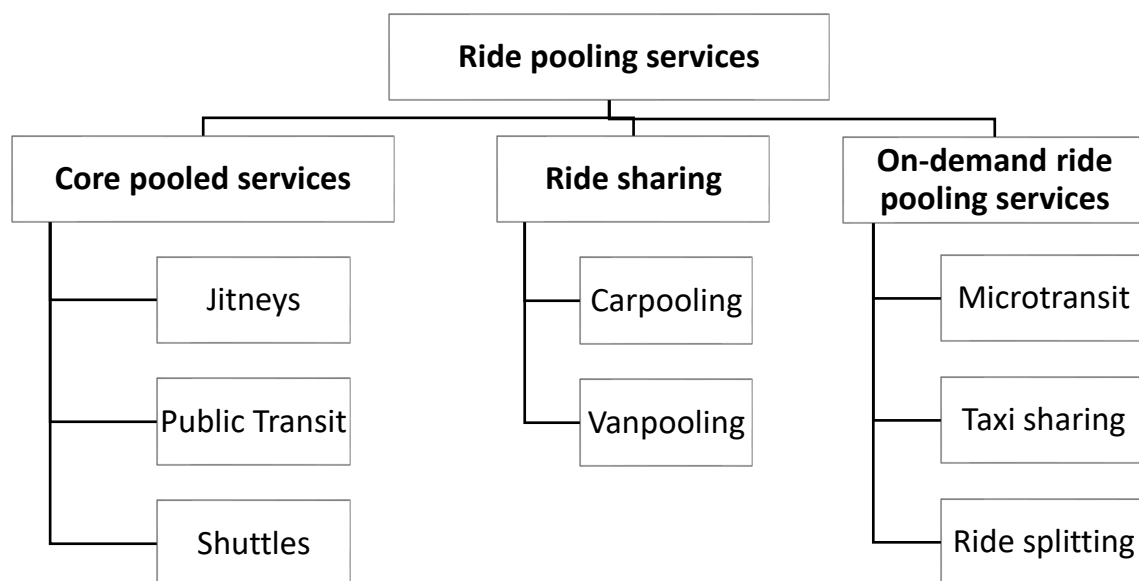 Ride pooling services
Core pooled services
Jitneys
Public Transit
Shuttles
Ride sharing
Carpooling
Vanpooling
On-demand ride
pooling services
Microtransit
Taxi sharing
Ride splitting